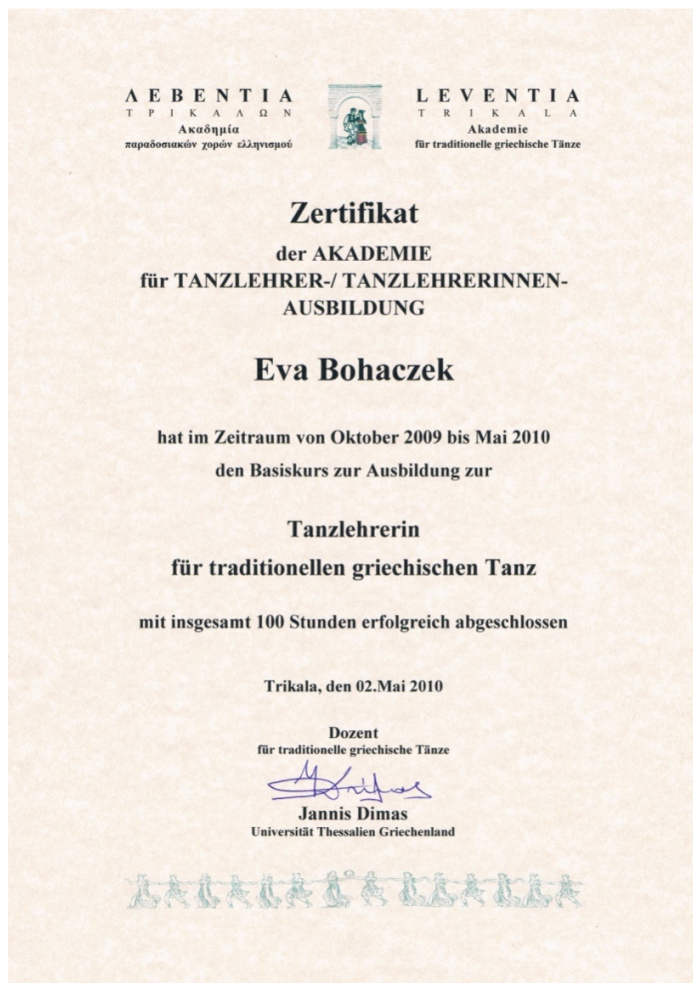 ΛΕΒΕΝΤΙΑ
ΤΡΙΚΑΛΩΝ
Ακαδημία
παραδοσιακών χορών ελληνισμού
LEVENTIA
TRIKALA
Akademie
für traditionelle griechische Tänze
Zertifikat
der AKADEMIE
für TANZLEHRER-/ TANZLEHRERINNEN-
AUSBILDUNG
Eva Bohaczek
hat im Zeitraum von Oktober 2009 bis Mai 2010
den Basiskurs zur Ausbildung zur
Tanzlehrerin
für traditionellen griechischen Tanz
mit insgesamt 100 Stunden erfolgreich abgeschlossen
Trikala, den 02.Mai 2010
Dozent
für traditionelle griechische Tänze
Jannis Dimas
Universität Thessalien Griechenland